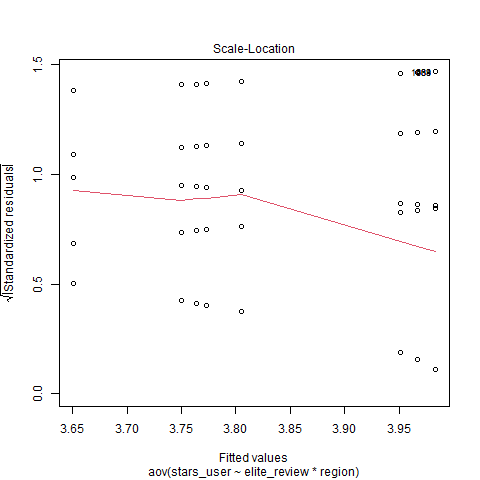 Scale-Location
√|Standardized residuals|
1.5
1.0
0.5
0.0
3.65 3.70 3.75 3.80 3.85 3.90 3.95
Fitted values
aov(stars_user ~ elite_review * region)